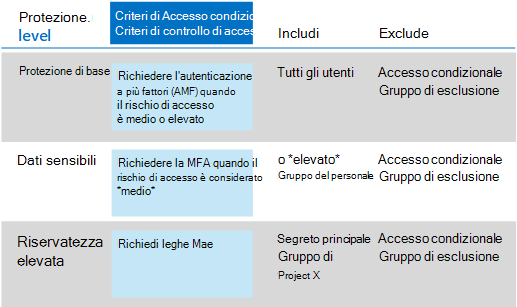 Protezione.
level
Criteri di Accesso condizio
Criteri di controllo di acces
Includi
Exclude
Protezione di base
Richiedere l'autenticazione
a più fattori (AMF) quando
il rischio di accesso
è medio o elevato
Tutti gli utenti
Accesso condizionale
Gruppo di esclusione
Dati sensibili
Richiedere la MFA quando il
rischio di accesso è considerato
*medio*
o *elevato*
Gruppo del personale
Accesso condizionale
Gruppo di esclusione
Riservatezza
elevata
Richiedi leghe Mae
Segreto principale
Gruppo di
Project X
Accesso condizionale
Gruppo di esclusione